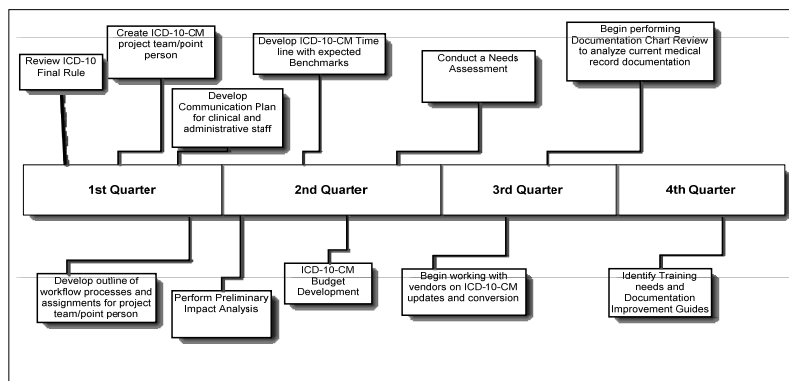 Review ICD-10
Final Rule
Create ICD-10-CM
project team/point
person
Develop
Communication Plan
for clinical and
administrative staff
Develop ICD-10-CM Time
line with expected
Benchmarks
Conduct a Needs
Assessment
Begin performing
Documentation Chart Review
to analyze current medical
record documentation
1st Quarter
2nd Quarter
3rd Quarter
4th Quarter
Develop outline of
workflow processes and
assignments for project
team/point person
Perform Preliminary
Impact Analysis
ICD-10-CM
Budget
Development
Begin working with
vendors on ICD-10-CM
updates and conversion
Identify Training
needs and
Documentation
Improvement Guides